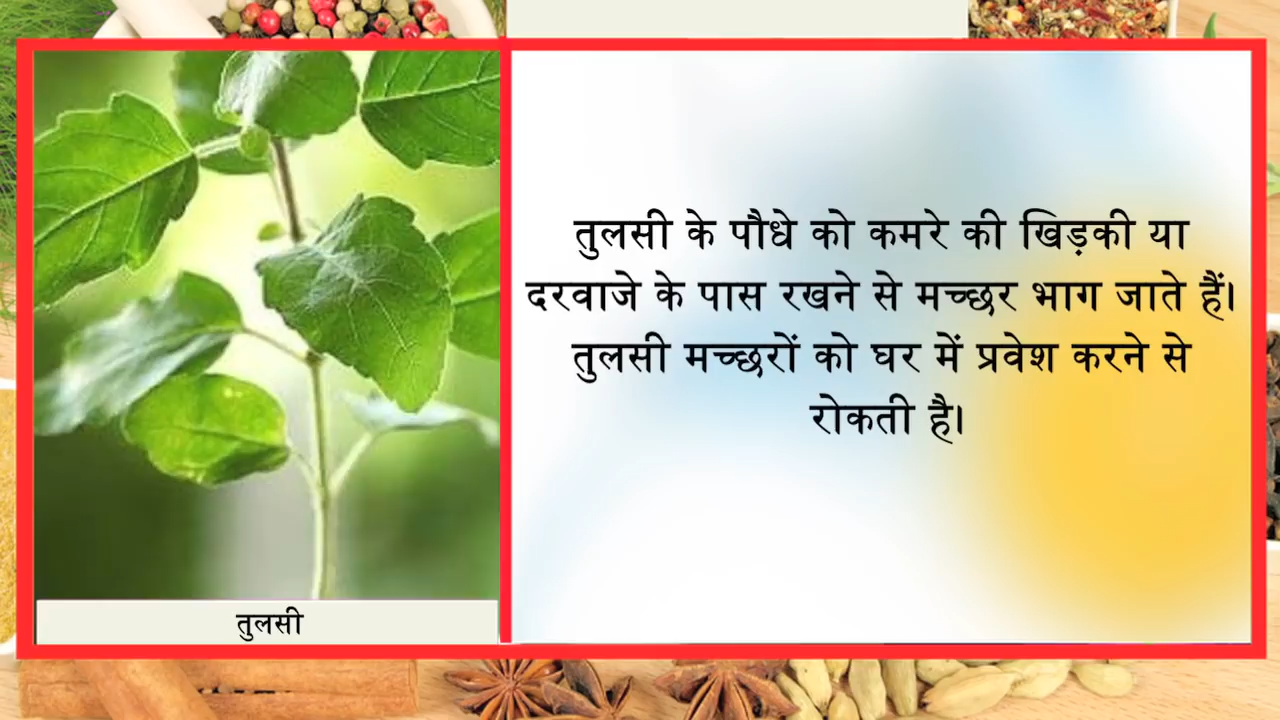 तुलसी के पौधे को कमरे की खिड़की या
दरवाजे के पास रखने से मच्छर भाग जाते हैं।
तुलसी मच्छरों को घर में प्रवेश करने से
रोकती है।
तुलसी